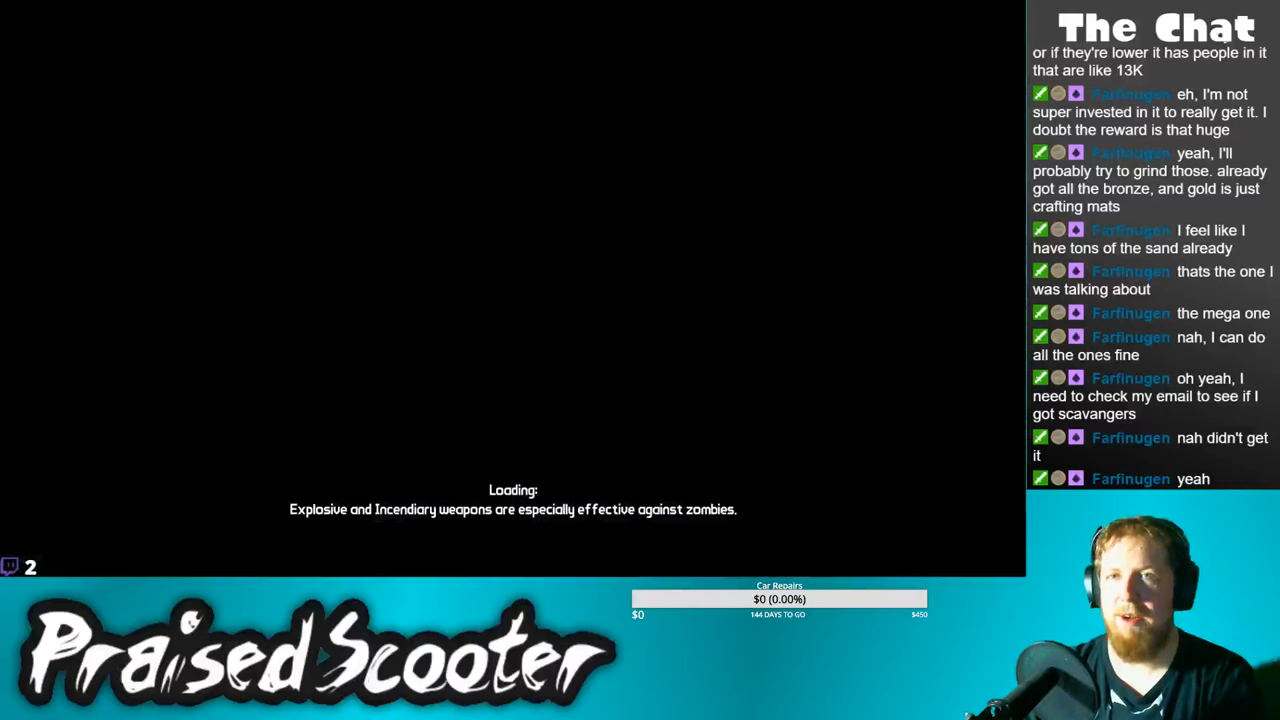 The Chat
or if they're lower it has people in it
that are like 13K
Farfinugen eh, I'm not
super invested in it to really get it. I
doubt the reward is that huge
Farfinugen yeah, I'll
probably try to grind those. already
got all the bronze, and gold is just
crafting mats
Farfinugen I feel like I
have tons of the sand already
Farfinugen thats the one I
was talking about
Farfinugen the mega one
Farfinugen nah, I can do
all the ones fine
Farfinugen oh yeah, I
need to check my email to see if I
got scavangers
Farfinugen nah didn't get
it
Farfinugen yeah
Loading:
Explosive and Incendiary weapons are especially effective against zombies.
2
Car Repairs
$0 (0.00%)
$0 144 DAYS TO GO $450
PraisedScooter